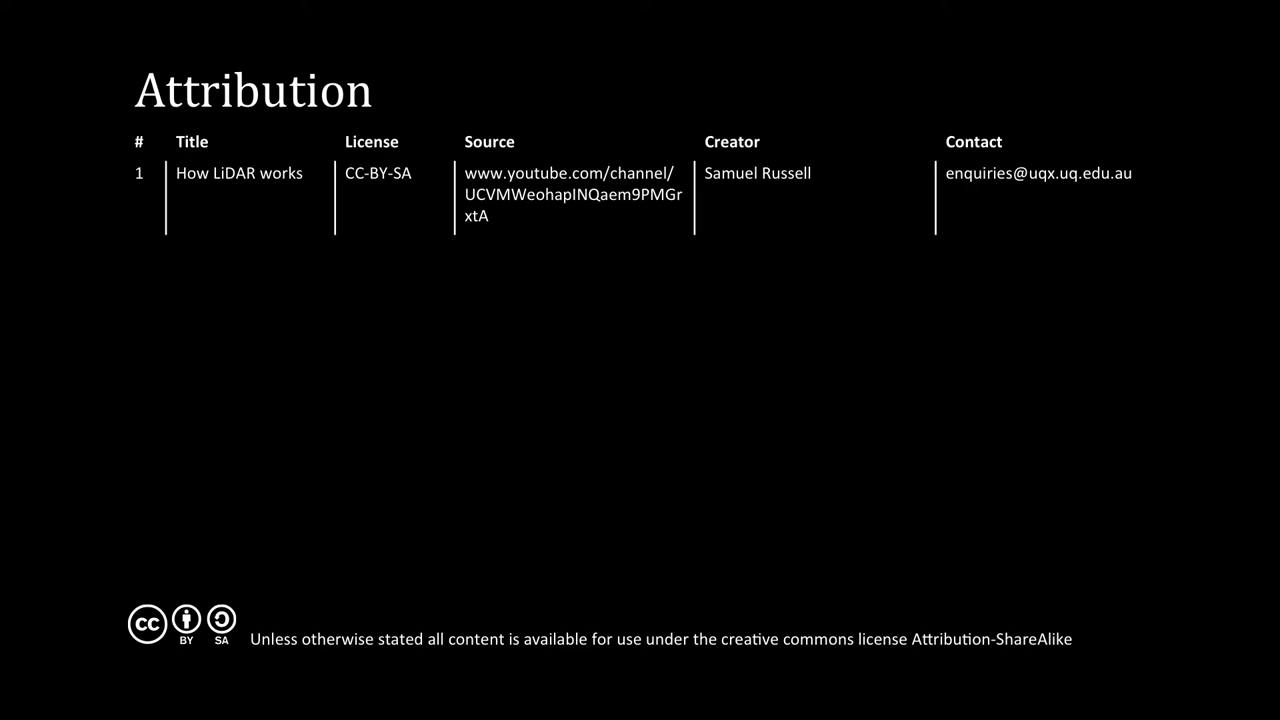 Attribution
# Title License Source Creator Contact
1 How LiDAR works CC-BY-SA www.youtube.com/channel/ Samuel Russell enquiries@uqx.uq.edu.au
UCVMWeohapINQaem9PMGr
xtA
cc BY SA
Unless otherwise stated all content is available for use under the creative commons license Attribution-ShareAlike